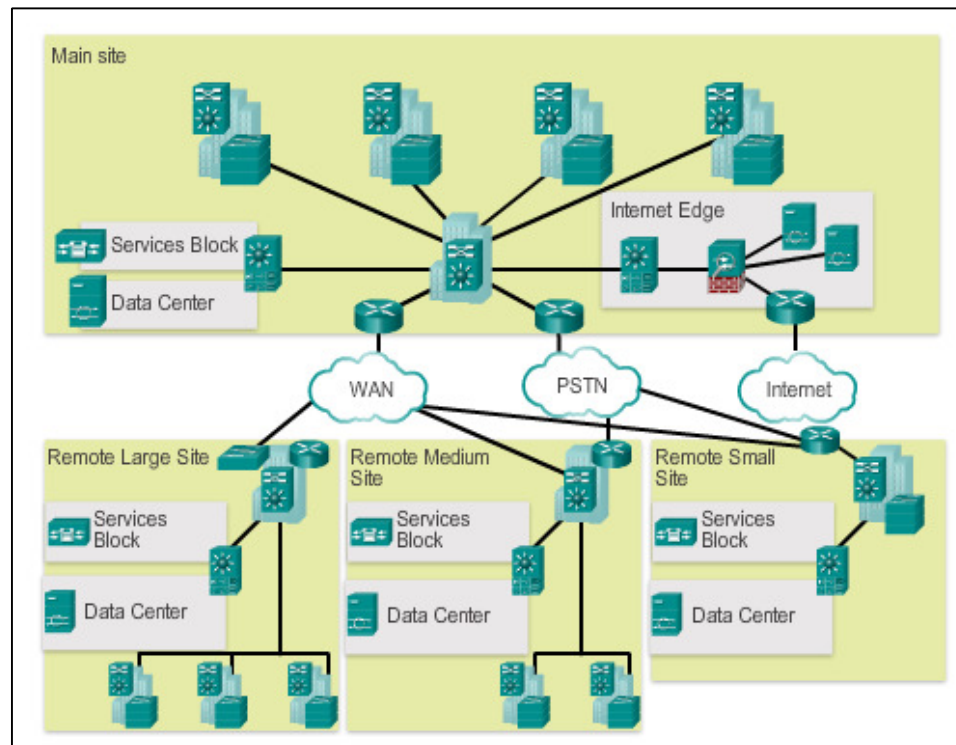 Main site
Internet Edge
Services Block
Data Center
WAN
PSTN
Internet
Remote Large Site
Services
Block
Data Center
Remote Medium
Site
Services
Block
Data Center
Remote Small
Site
Services
Block
Data Center